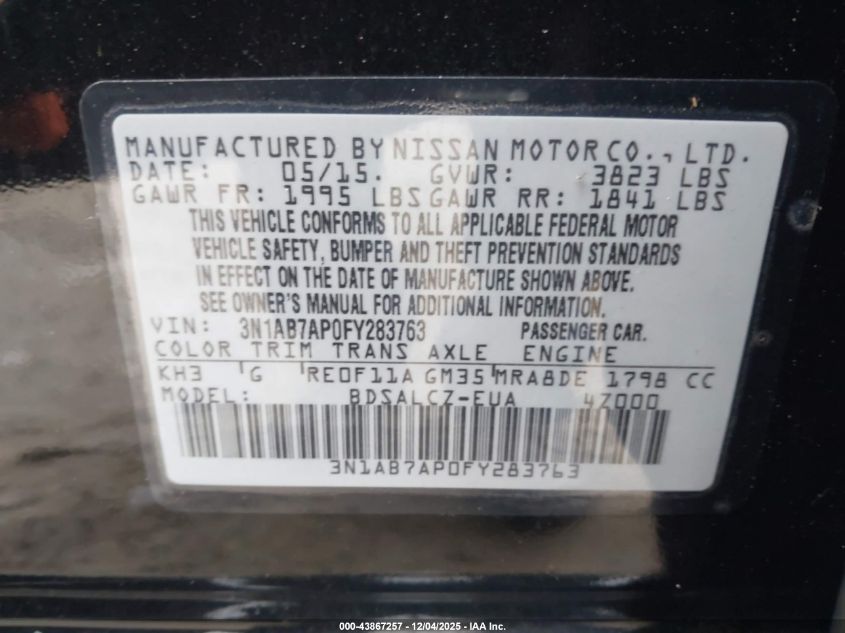 MANUFACTURED BY NISSAN MOTOR CO., LTD.
DATE: 05/15. GVWR: 3823 LBS
GAWR FR: 1995 LBS GAWR RR: 1841 LBS
THIS VEHICLE CONFORMS TO ALL APPLICABLE FEDERAL MOTOR
VEHICLE SAFETY, BUMPER AND THEFT PREVENTION STANDARDS
IN EFFECT ON THE DATE OF MANUFACTURE SHOWN ABOVE.
SEE OWNER'S MANUAL FOR ADDITIONAL INFORMATION.
VIN: 3N1AB7AP0FY283763 PASSENGER CAR.
COLOR TRIM TRANS AXLE ENGINE
KH3 G RE0F11A GM35 MRA8DE 1798 CC
MODEL: BDSALCZ-EUA 4Z000
3N1AB7AP0FY283763
000-43867257 - 12/04/2025 - IAA Inc.